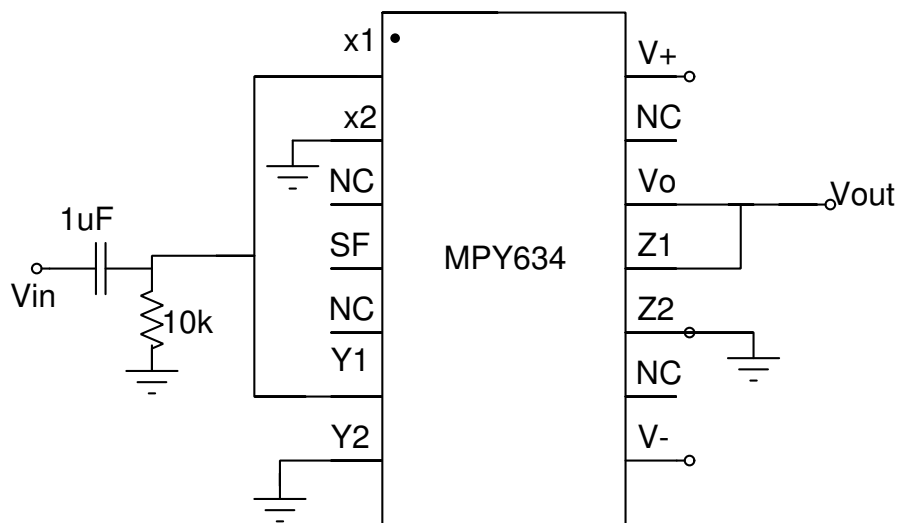 x1
V+
x2
NC
NC
Vo
Vout
1uF
SF
MPY634
Z1
Vin
NC
10k
Z2
Y1
NC
Y2
V-